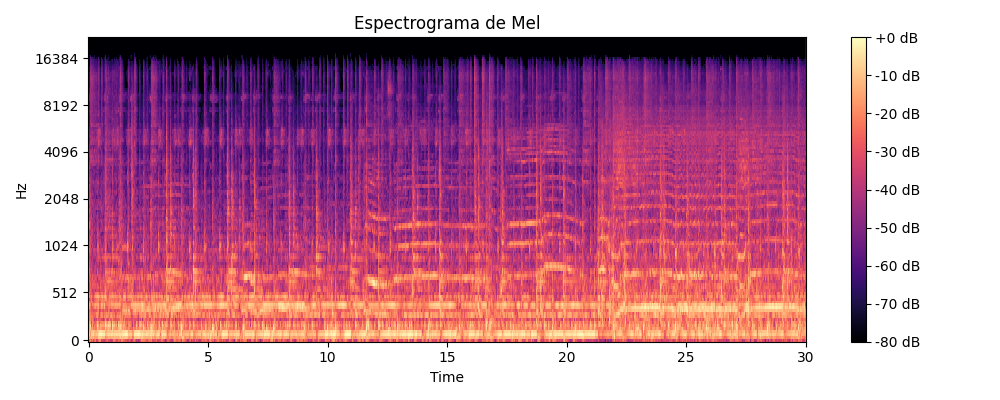 Espectrograma de Mel
Hz
16384
8192
4096
2048
1024
512
0
0 5 10 15 20 25 30
Time
+0 dB
-10 dB
-20 dB
-30 dB
-40 dB
-50 dB
-60 dB
-70 dB
-80 dB